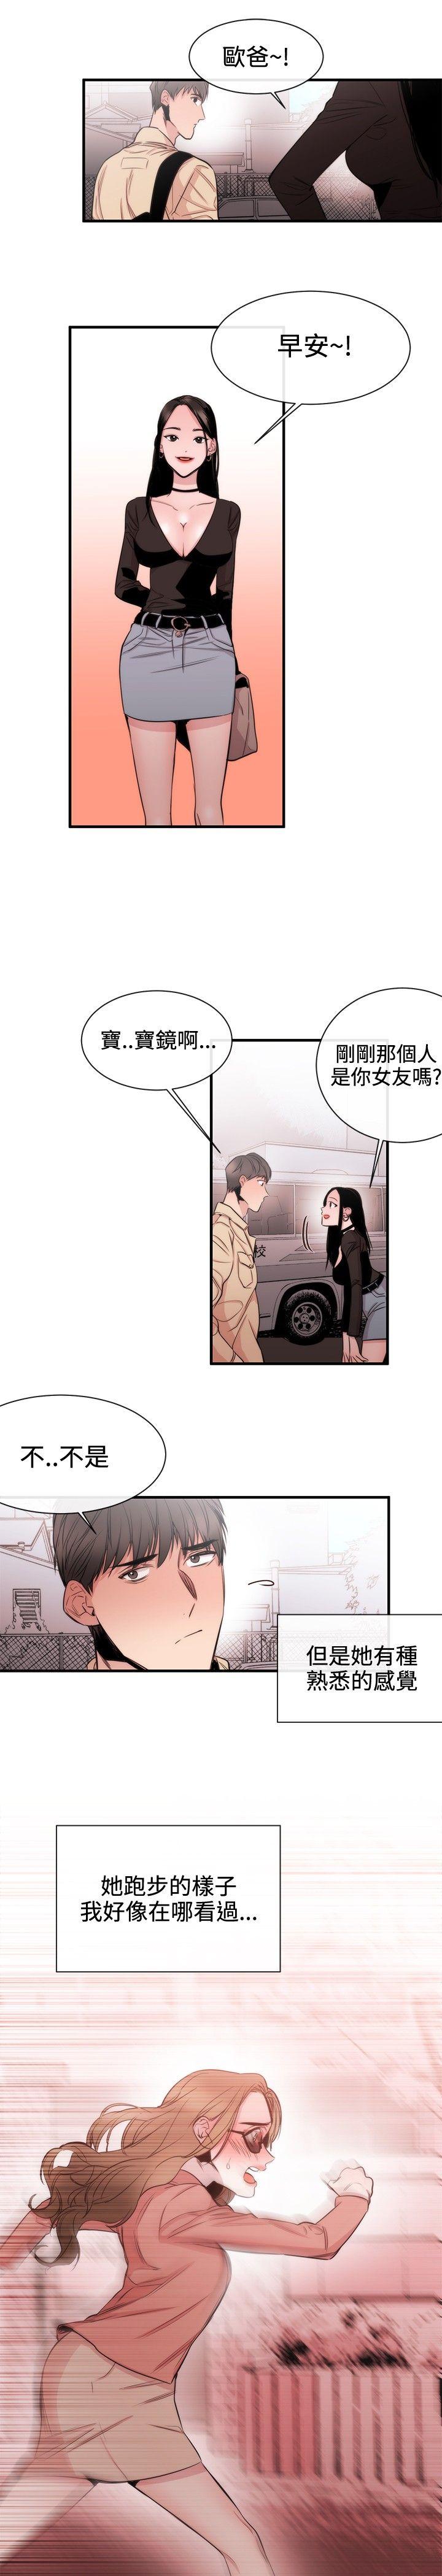 歐爸~!
早安~!
寶..寶鏡啊...
剛剛那個人
是你女友嗎?
校
不..不是
但是她有種
熟悉的感覺
她跑步的樣子
我好像在哪看過...